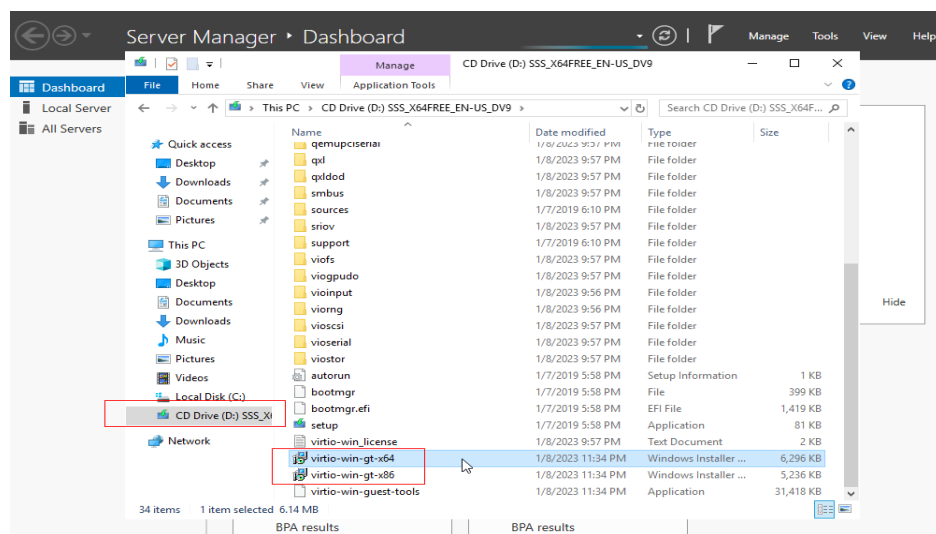 Server Manager ‣ Dashboard
Manage Tools View Help
Manage
CD Drive (D:) SSS_X64FREE_EN-US_DV9
File Home Share View Application Tools
This PC > CD Drive (D:) SSS_X64FREE_EN-US_DV9 >
Search CD Drive (D:) SSS_X64F...
Dashboard
Local Server
All Servers
Quick access
Desktop
Downloads
Documents
Pictures
This PC
3D Objects
Desktop
Documents
Downloads
Music
Pictures
Videos
Local Disk (C:)
CD Drive (D:) SSS_X
Network
Name Date modified Type Size
qemupciserial 1/8/2023 9:57 PM File folder
qxl 1/8/2023 9:57 PM File folder
qxldod 1/8/2023 9:57 PM File folder
smbus 1/8/2023 9:57 PM File folder
sources 1/7/2019 6:10 PM File folder
sriov 1/8/2023 9:57 PM File folder
support 1/7/2019 6:10 PM File folder
viofs 1/8/2023 9:57 PM File folder
viogpudo 1/8/2023 9:57 PM File folder
vioinput 1/8/2023 9:56 PM File folder
viorng 1/8/2023 9:56 PM File folder
vioscsi 1/8/2023 9:57 PM File folder
vioserial 1/8/2023 9:57 PM File folder
viostor 1/8/2023 9:57 PM File folder
autorun 1/7/2019 5:58 PM Setup Information 1 KB
bootmgr 1/7/2019 5:58 PM File 399 KB
bootmgr.efi 1/7/2019 5:58 PM EFI File 1,419 KB
setup 1/7/2019 5:58 PM Application 81 KB
virtio-win_license 1/8/2023 9:57 PM Text Document 2 KB
virtio-win-gt-x64 1/8/2023 11:34 PM Windows Installer ... 6,296 KB
virtio-win-gt-x86 1/8/2023 11:34 PM Windows Installer ... 5,236 KB
virtio-win-guest-tools 1/8/2023 11:34 PM Application 31,418 KB
Hide
34 items 1 item selected 6.14 MB
BPA results
BPA results